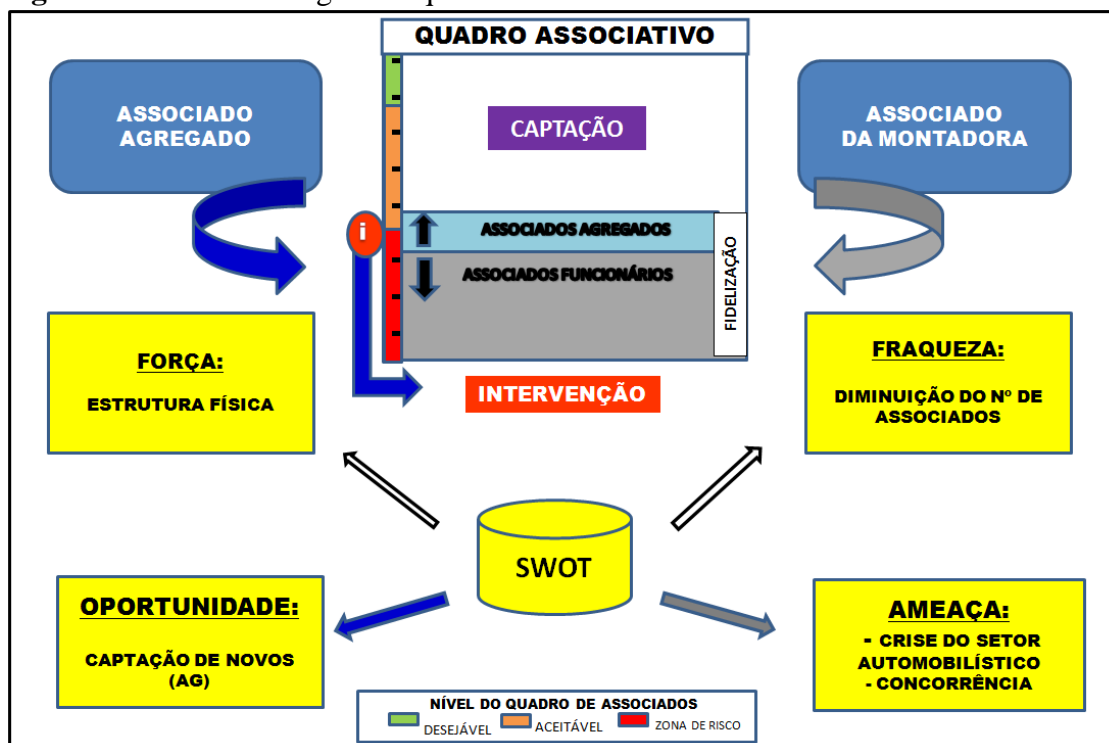 QUADRO ASSOCIATIVO
ASSOCIADO
AGREGADO
CAPTAÇÃO
ASSOCIADO
DA MONTADORA
i
ASSOCIADOS AGREGADOS
ASSOCIADOS FUNCIONÁRIOS
FIDELIZAÇÃO
FORÇA:
ESTRUTURA FÍSICA
INTERVENÇÃO
FRAQUEZA:
DIMINUIÇÃO DO Nº DE
ASSOCIADOS
SWOT
OPORTUNIDADE:
CAPTAÇÃO DE NOVOS
(AG)
AMEAÇA:
- CRISE DO SETOR
AUTOMOBILÍSTICO
- CONCORRÊNCIA
NÍVEL DO QUADRO DE ASSOCIADOS
DESEJÁVEL ACEITÁVEL ZONA DE RISCO